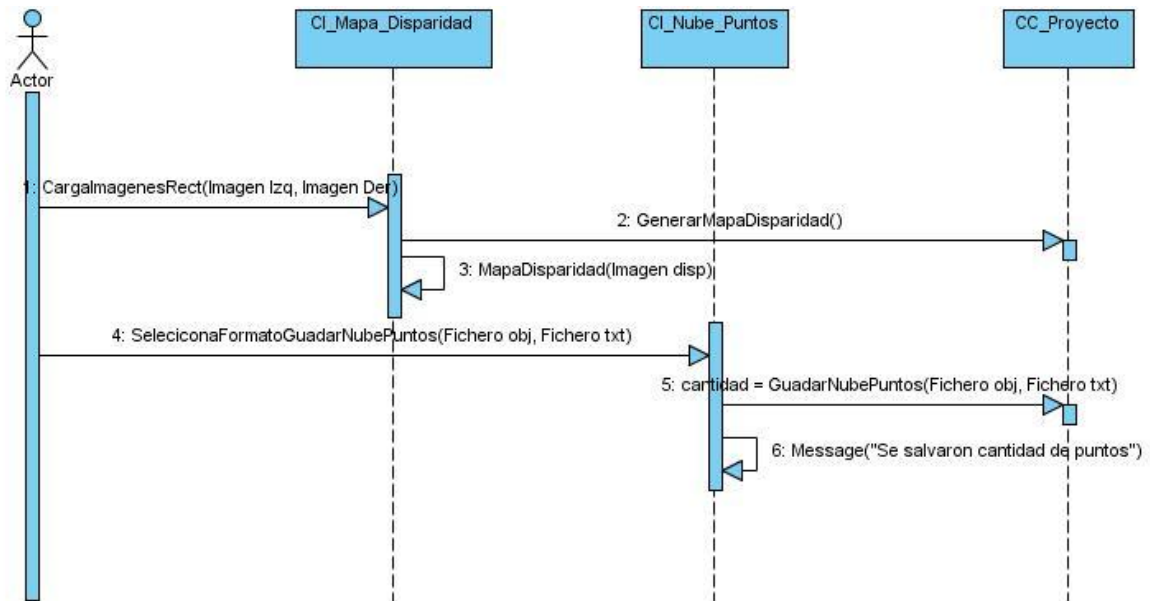 CI_Mapa_Disparidad
CI_Nube_Puntos
CC_Proyecto
Actor
1: CargaImagenesRect(Imagen Izq, Imagen Der)
2: GenerarMapaDisparidad()
3: MapaDisparidad(Imagen disp)
4: SeleciconaFormatoGuadarNubePuntos(Fichero obj, Fichero txt)
5: cantidad = GuadarNubePuntos(Fichero obj, Fichero txt)
6: Message("Se salvaron cantidad de puntos")